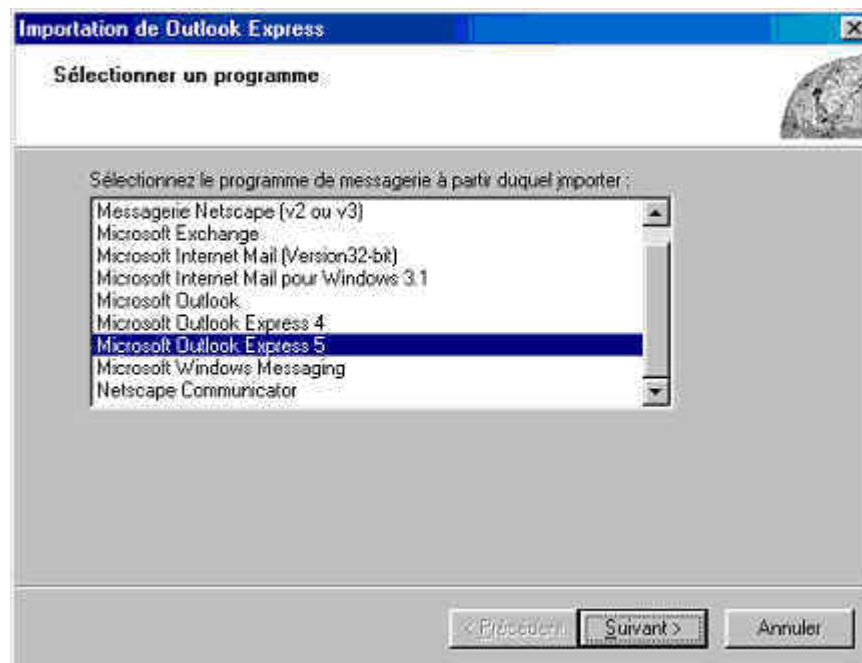 Importation de Outlook Express
Sélectionner un programme
Sélectionnez le programme de messagerie à partir duquel importer :
Messagerie Netscape (v2 ou v3)
Microsoft Exchange
Microsoft Internet Mail (Version32-bit)
Microsoft Internet Mail pour Windows 3.1
Microsoft Outlook
Microsoft Outlook Express 4
Microsoft Outlook Express 5
Microsoft Windows Messaging
Netscape Communicator
< Précédent Suivant > Annuler